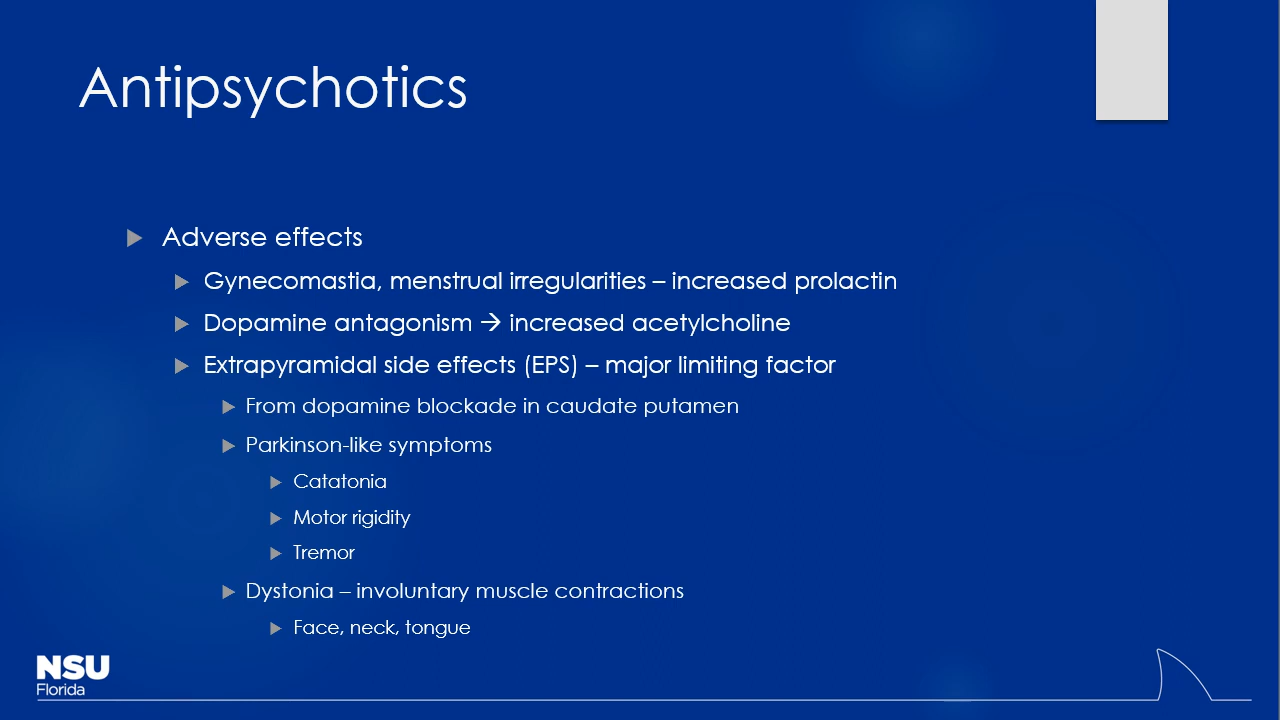 Antipsychotics
Adverse effects
Gynecomastia, menstrual irregularities – increased prolactin
Dopamine antagonism → increased acetylcholine
Extrapyramidal side effects (EPS) – major limiting factor
From dopamine blockade in caudate putamen
Parkinson-like symptoms
Catatonia
Motor rigidity
Tremor
Dystonia – involuntary muscle contractions
Face, neck, tongue
NSU
Florida